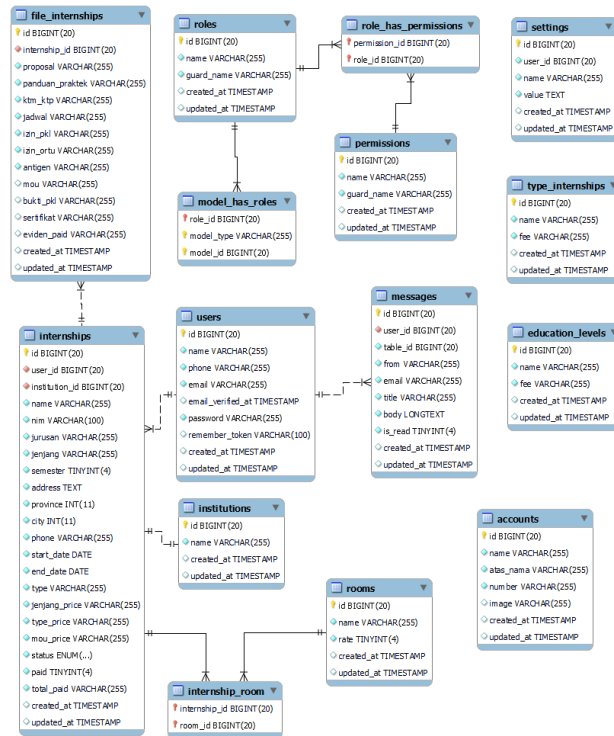 file_internships
id BIGINT(20)
internship_id BIGINT(20)
proposal VARCHAR(255)
panduan_praktek VARCHAR(255)
ktm_ktp VARCHAR(255)
jadwal VARCHAR(255)
izin_pkl VARCHAR(255)
izin_ortu VARCHAR(255)
antigen VARCHAR(255)
mou VARCHAR(255)
bukti_pkl VARCHAR(255)
sertifikat VARCHAR(255)
eviden_paid VARCHAR(255)
created_at TIMESTAMP
updated_at TIMESTAMP
roles
id BIGINT(20)
name VARCHAR(255)
guard_name VARCHAR(255)
created_at TIMESTAMP
updated_at TIMESTAMP
role_has_permissions
permission_id BIGINT(20)
role_id BIGINT(20)
settings
id BIGINT(20)
user_id BIGINT(20)
name VARCHAR(255)
value TEXT
created_at TIMESTAMP
updated_at TIMESTAMP
permissions
id BIGINT(20)
name VARCHAR(255)
guard_name VARCHAR(255)
created_at TIMESTAMP
updated_at TIMESTAMP
model_has_roles
role_id BIGINT(20)
model_type VARCHAR(255)
model_id BIGINT(20)
type_internships
id BIGINT(20)
name VARCHAR(255)
fee VARCHAR(255)
created_at TIMESTAMP
updated_at TIMESTAMP
internships
id BIGINT(20)
user_id BIGINT(20)
institution_id BIGINT(20)
name VARCHAR(255)
nim VARCHAR(100)
jurusan VARCHAR(255)
jenjang VARCHAR(255)
semester TINYINT(4)
address TEXT
province INT(11)
city INT(11)
phone VARCHAR(255)
start_date DATE
end_date DATE
type VARCHAR(255)
jenjang_price VARCHAR(255)
type_price VARCHAR(255)
mou_price VARCHAR(255)
status ENUM(...)
paid TINYINT(4)
total_paid VARCHAR(255)
created_at TIMESTAMP
updated_at TIMESTAMP
users
id BIGINT(20)
name VARCHAR(255)
phone VARCHAR(255)
email VARCHAR(255)
email_verified_at TIMESTAMP
password VARCHAR(255)
remember_token VARCHAR(100)
created_at TIMESTAMP
updated_at TIMESTAMP
messages
id BIGINT(20)
user_id BIGINT(20)
table_id BIGINT(20)
from VARCHAR(255)
email VARCHAR(255)
title VARCHAR(255)
body LONGTEXT
is_read TINYINT(4)
created_at TIMESTAMP
updated_at TIMESTAMP
education_levels
id BIGINT(20)
name VARCHAR(255)
fee VARCHAR(255)
created_at TIMESTAMP
updated_at TIMESTAMP
institutions
id BIGINT(20)
name VARCHAR(255)
created_at TIMESTAMP
updated_at TIMESTAMP
accounts
id BIGINT(20)
name VARCHAR(255)
atas_nama VARCHAR(255)
number VARCHAR(255)
image VARCHAR(255)
created_at TIMESTAMP
updated_at TIMESTAMP
rooms
id BIGINT(20)
name VARCHAR(255)
rate TINYINT(4)
created_at TIMESTAMP
updated_at TIMESTAMP
internship_room
internship_id BIGINT(20)
room_id BIGINT(20)